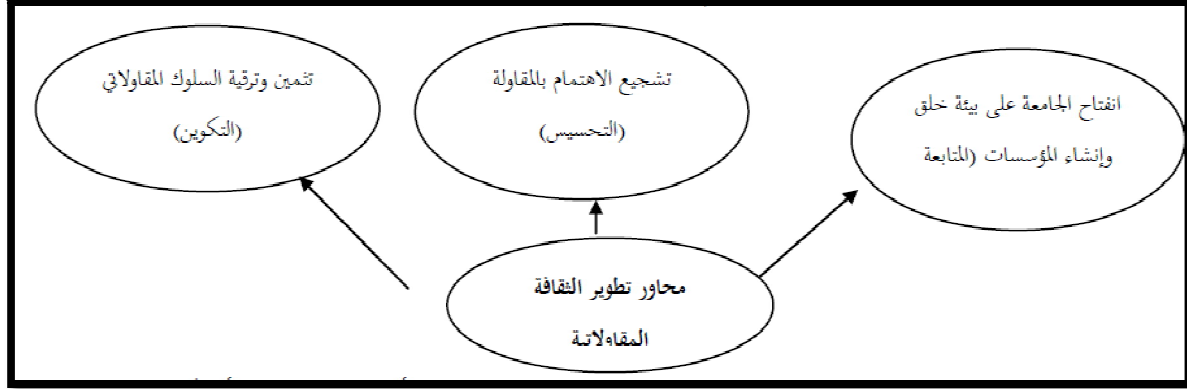 انفتاح الجامعة على بيئة خلق
وإنشاء المؤسسات (المتابعة
تشجيع الاهتمام بالمقاولة
(التحسيس)
تثمين وترقية السلوك المقاولاتي
(التكوين)
محاور تطوير الثقافة
المقاولاتية